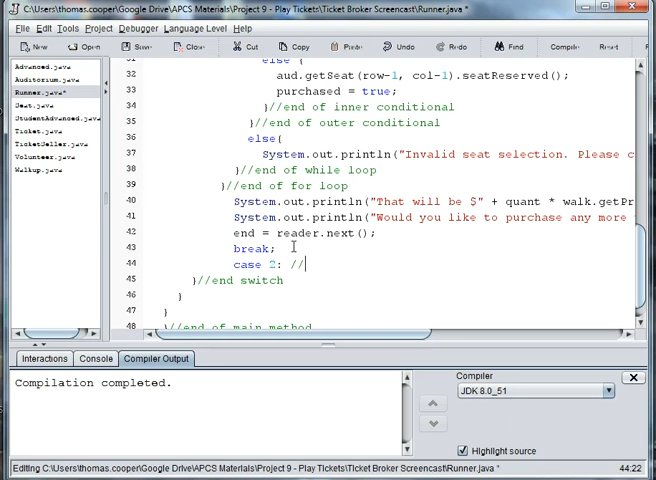 C:\Users\thomas.cooper\Google Drive\APCS Materials\Project 9 - Play Tickets\Ticket Broker Screencast\Runner.java *
File Edit Tools Project Debugger Language Level Help
New Open Save Close Cut Copy Paste Undo Redo Find Compile Reset
Advanced.java
Auditorium.java
Runner.java*
Seat.java
StudentAdvanced.java
Ticket.java
TicketSeller.java
Volunteer.java
Walkup.java
31 else {
32 aud.getSeat(row-1, col-1).seatReserved();
33 purchased = true;
34 }//end of inner conditional
35 }//end of outer conditional
36 else{
37 System.out.println("Invalid seat selection. Please c
38 }//end of while loop
39 }//end of for loop
40 System.out.println("That will be $" + quant * walk.getPr
41 System.out.println("Would you like to purchase any more
42 end = reader.next();
43 break;
44 case 2: //
45 }//end switch
46 }
47 }
48 }//end of main method
Interactions Console Compiler Output
Compilation completed.
Compiler
JDK 8.0_51
Highlight source
Editing C:\Users\thomas.cooper\Google Drive\APCS Materials\Project 9 - Play Tickets\Ticket Broker Screencast\Runner.java * 44:22